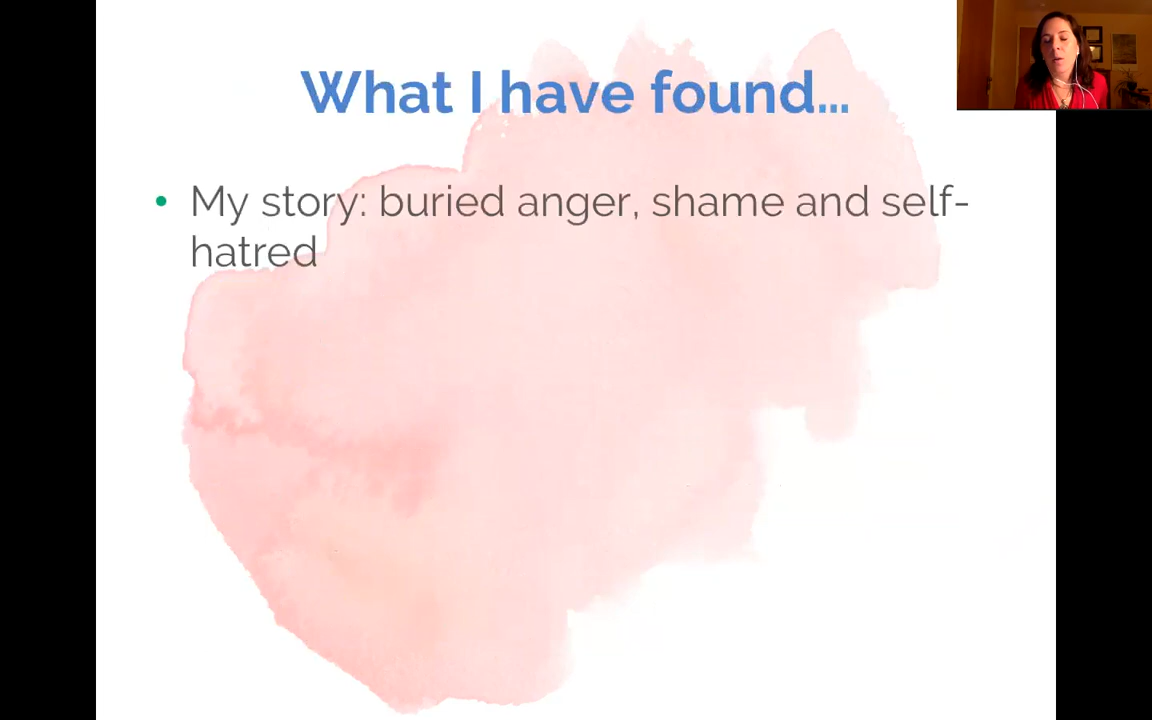 What I have found...
• My story: buried anger, shame and self-
hatred